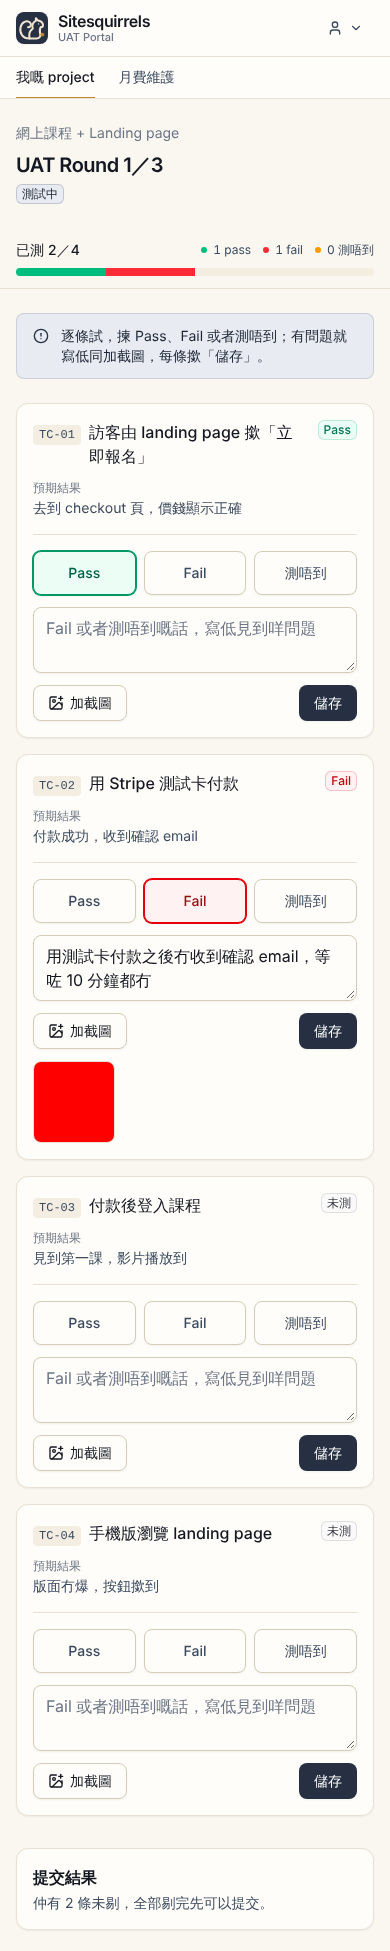 Sitesquirrels
UAT Portal
我嘅 project
月費維護
網上課程 + Landing page
UAT Round 1／3
測試中
已測 2／4
1 pass
1 fail
0 測唔到
逐條試，揀 Pass、Fail 或者測唔到；有問題就
寫低同加截圖，每條撳「儲存」。
TC-01
訪客由 landing page 撳「立
即報名」
Pass
預期結果
去到 checkout 頁，價錢顯示正確
Pass
Fail
測唔到
Fail 或者測唔到嘅話，寫低見到咩問題
加截圖
儲存
TC-02
用 Stripe 測試卡付款
Fail
預期結果
付款成功，收到確認 email
Pass
Fail
測唔到
用測試卡付款之後冇收到確認 email，等
咗 10 分鐘都冇
加截圖
儲存
TC-03
付款後登入課程
未測
預期結果
見到第一課，影片播放到
Pass
Fail
測唔到
Fail 或者測唔到嘅話，寫低見到咩問題
加截圖
儲存
TC-04
手機版瀏覽 landing page
未測
預期結果
版面冇爆，按鈕撳到
Pass
Fail
測唔到
Fail 或者測唔到嘅話，寫低見到咩問題
加截圖
儲存
提交結果
仲有 2 條未剔，全部剔完先可以提交。